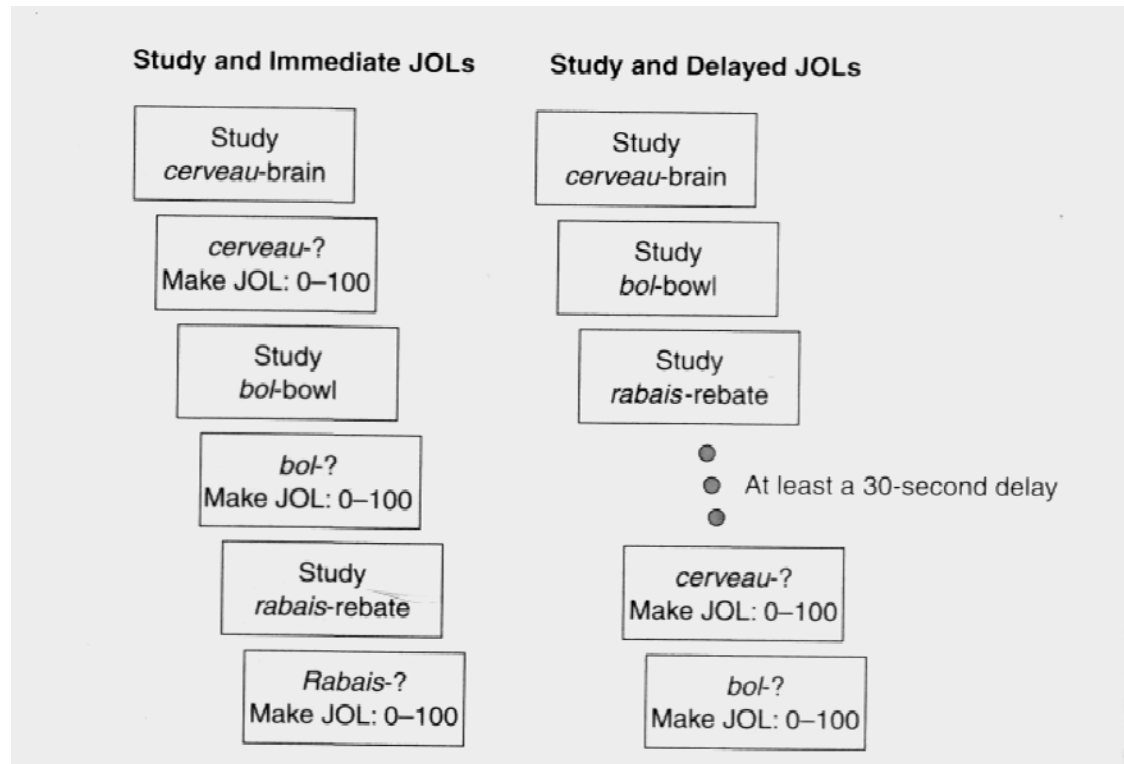 Study and Immediate JOLs
Study
cerveau-brain
cerveau-?
Make JOL: 0–100
Study
bol-bowl
bol-?
Make JOL: 0–100
Study
rabais-rebate
Rabais-?
Make JOL: 0–100
Study and Delayed JOLs
Study
cerveau-brain
Study
bol-bowl
Study
rabais-rebate
At least a 30-second delay
cerveau-?
Make JOL: 0–100
bol-?
Make JOL: 0–100